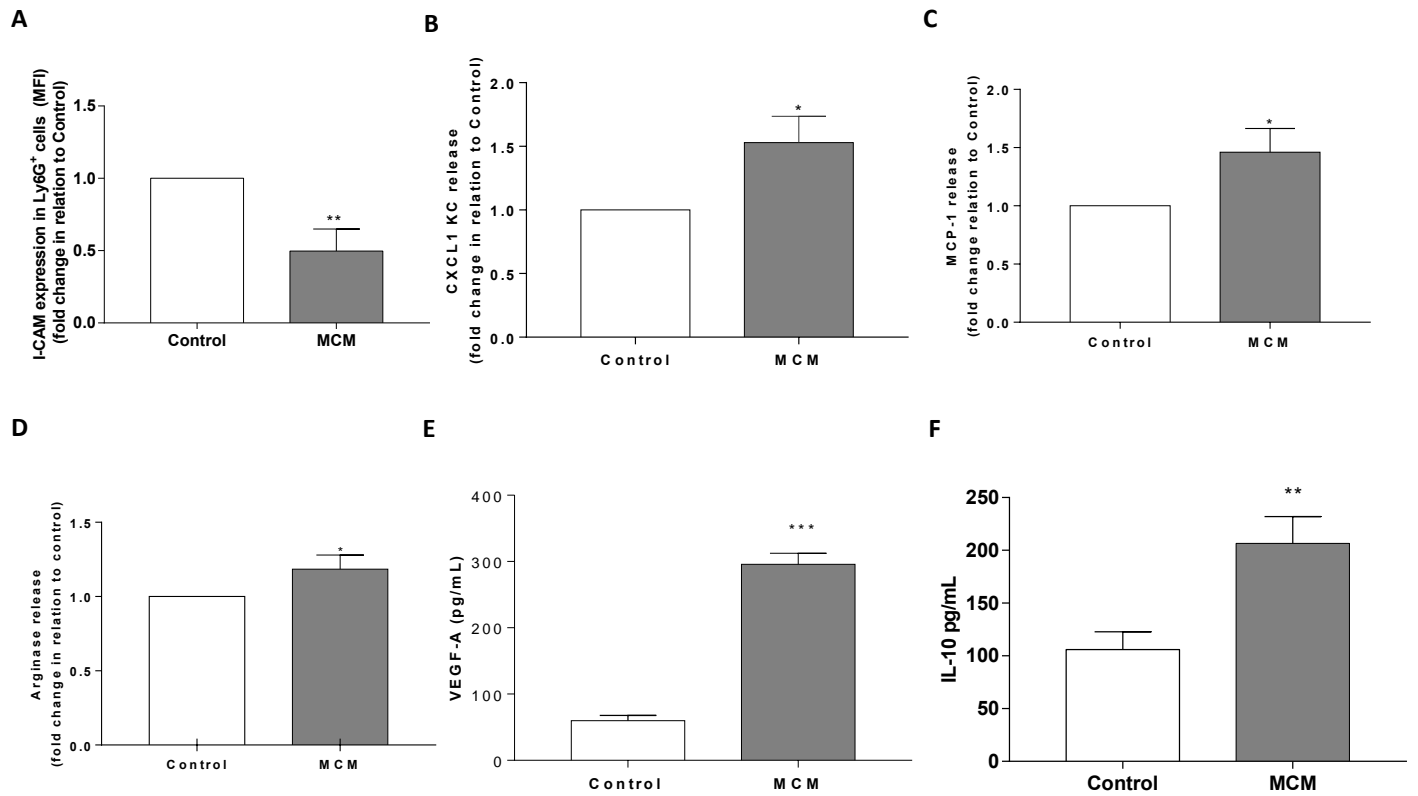 A
I-CAM expression in Ly6G+ cells (MFI)
(fold change in relation to Control)
1.5
1.0
0.5
0.0
**
Control MCM
B
CXCL1 KC release
(fold change in relation to Control)
2.0
1.5
1.0
0.5
0.0
*
Control MCM
C
MCP-1 release
(fold change relation to Control)
2.0
1.5
1.0
0.5
0.0
*
Control MCM
D
Arginase release
(fold change in relation to control)
1.5
1.0
0.5
0.0
*
Control MCM
E
VEGF-A (pg/mL)
400
300
200
100
0
***
Control MCM
F
IL-10 pg/mL
250
200
150
100
50
0
**
Control MCM